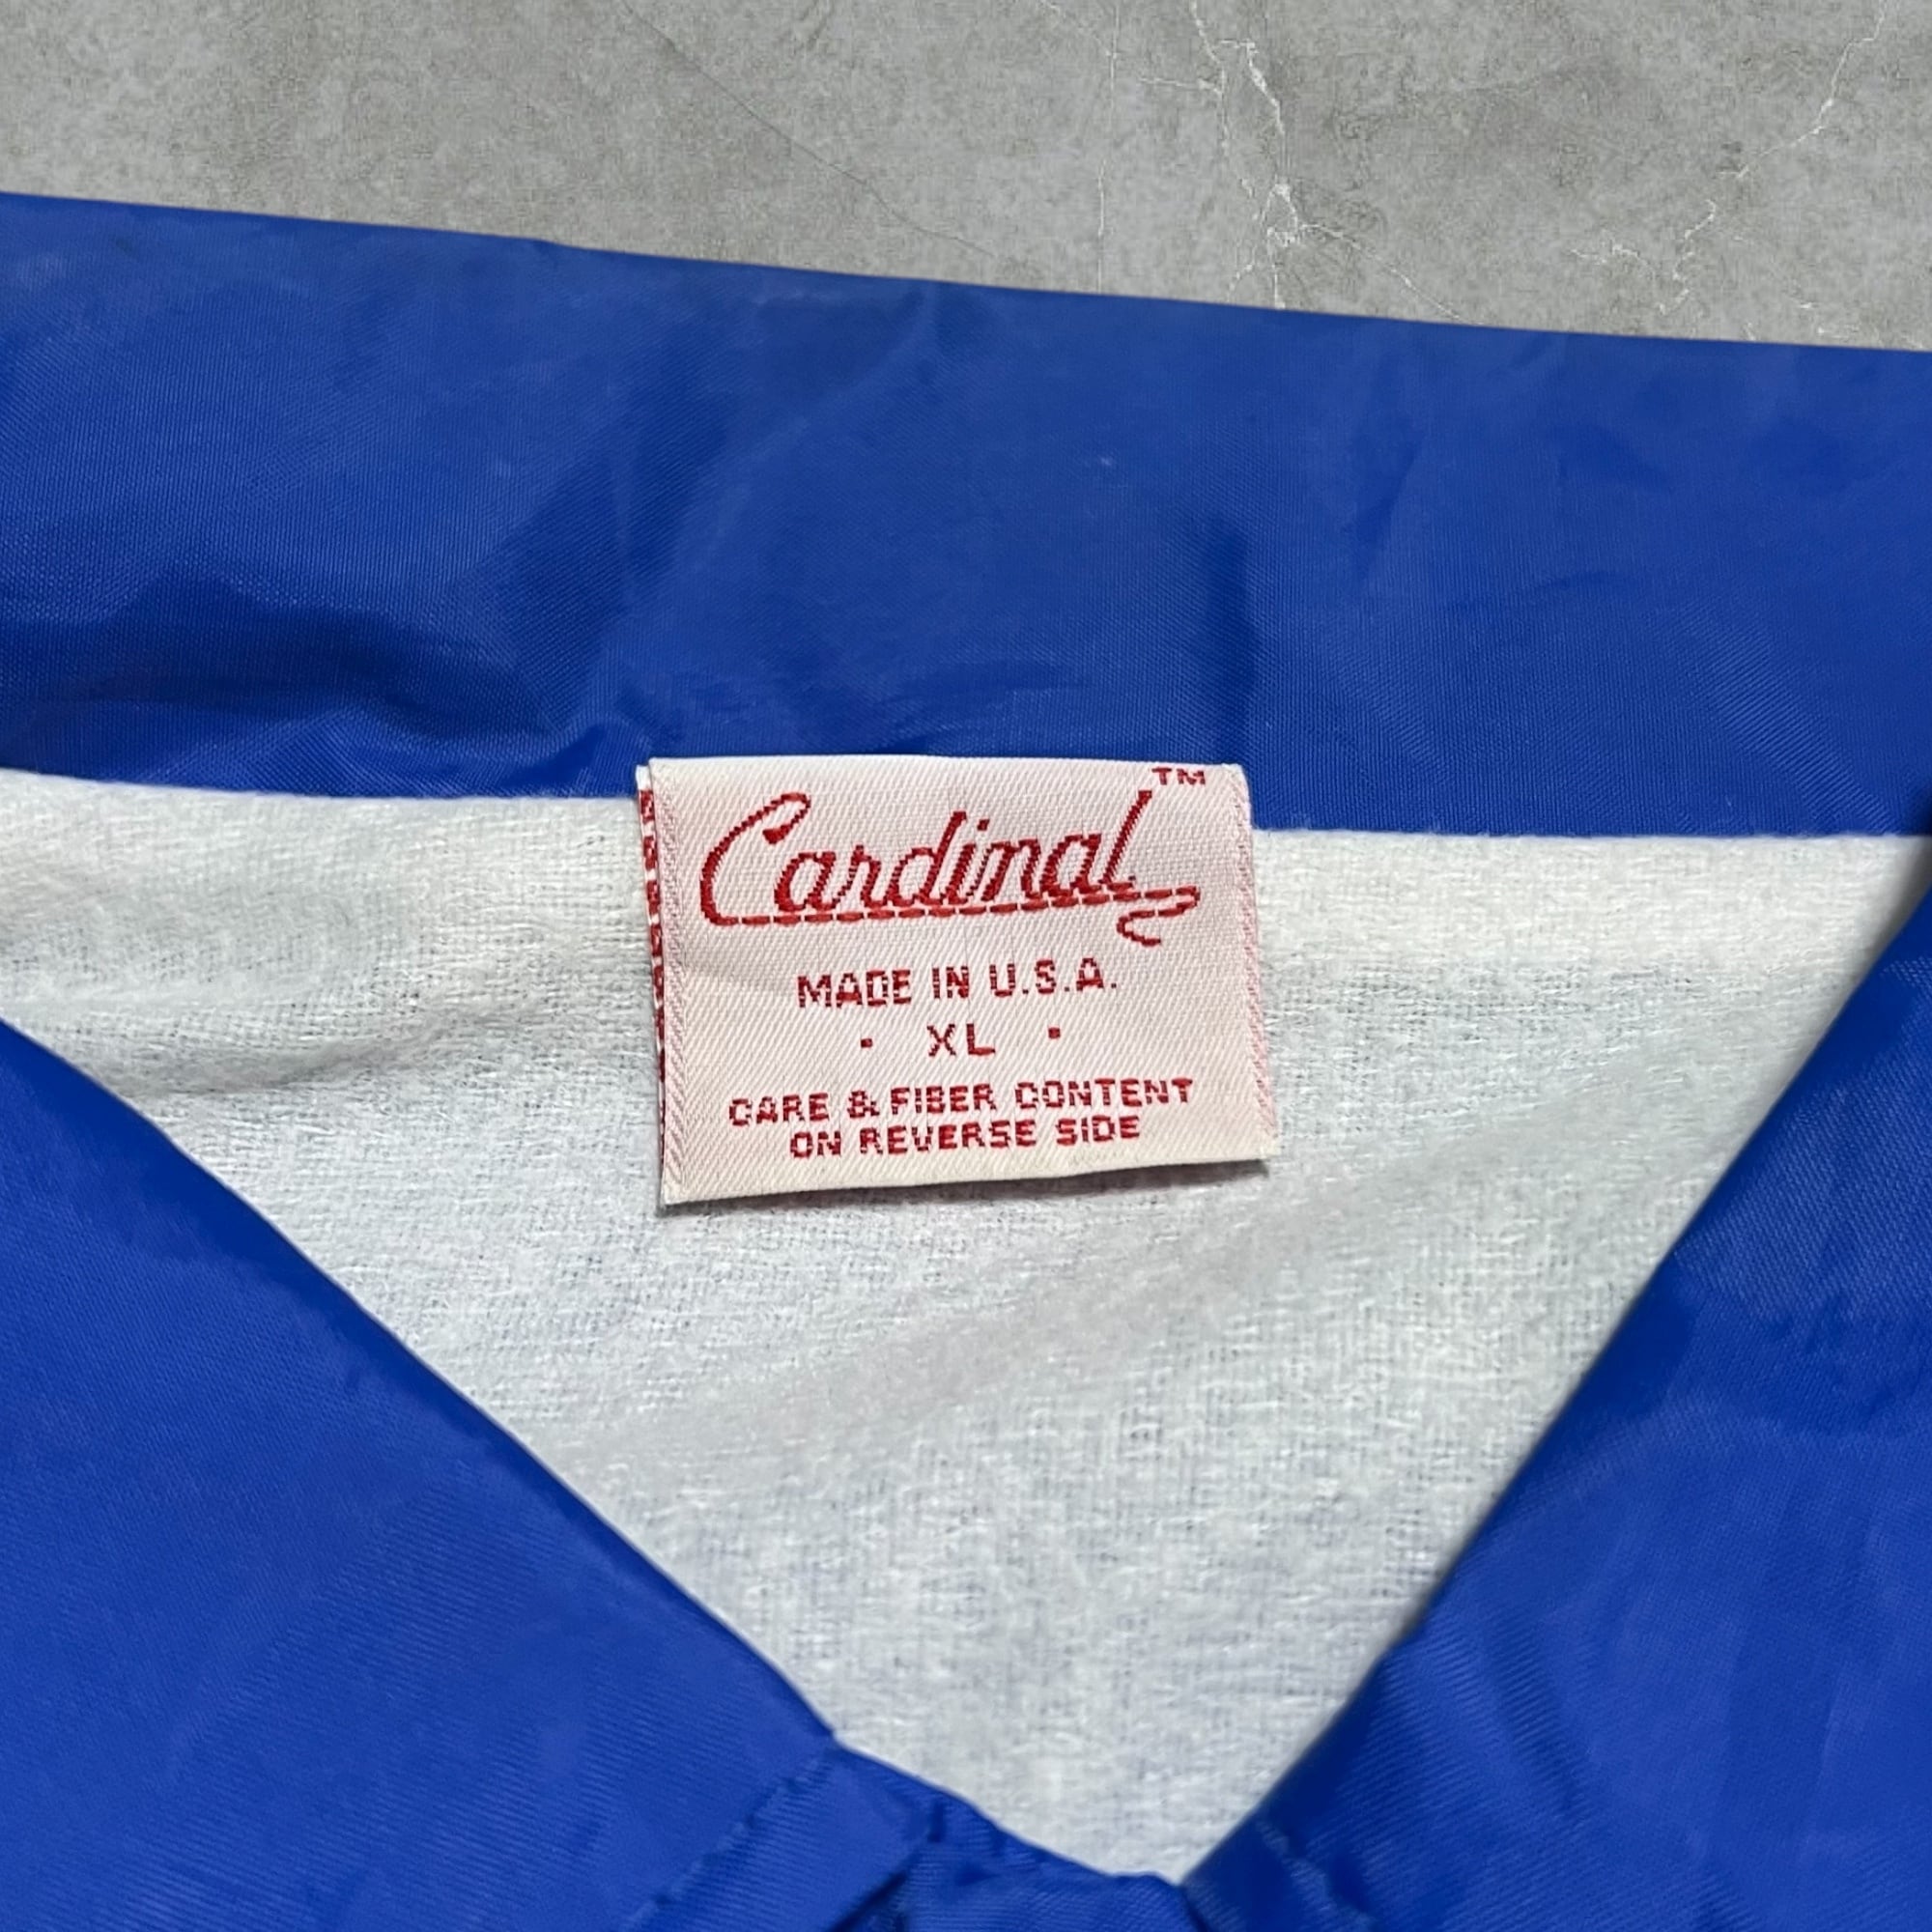 Cardinal™
MADE IN U.S.A.
· XL ·
CARE & FIBER CONTENT
ON REVERSE SIDE